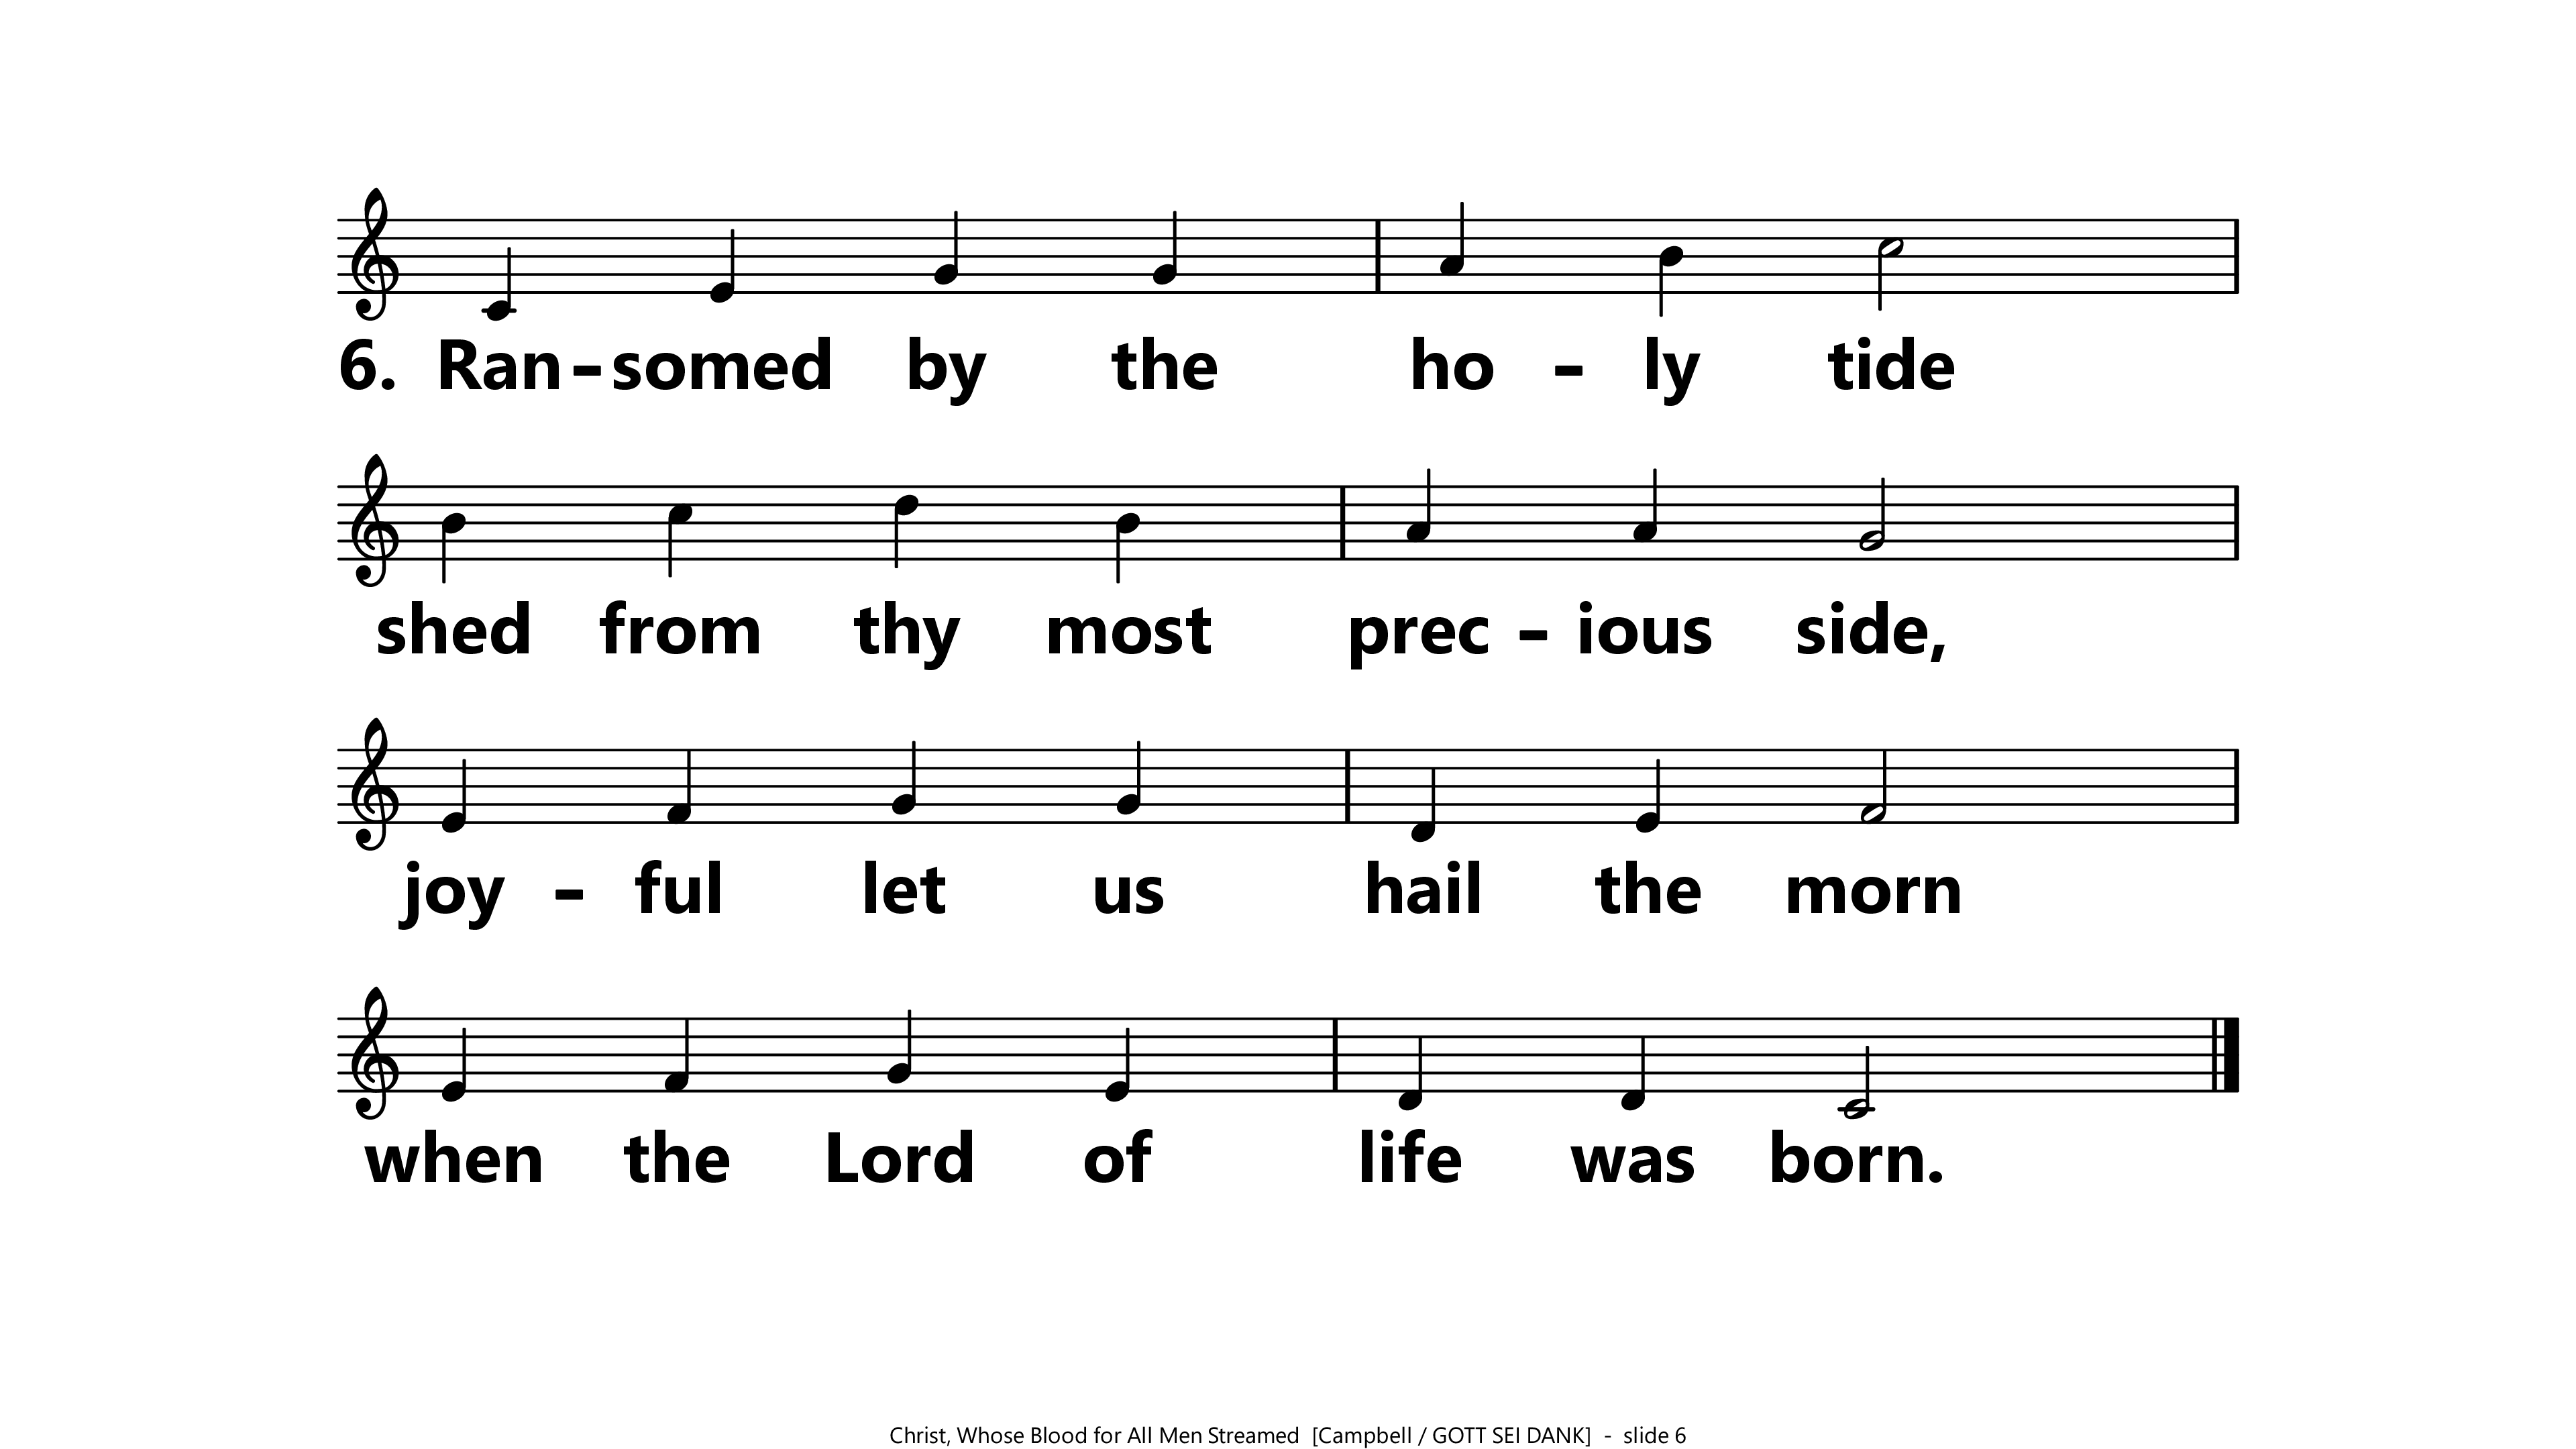 6. Ran-somed by the ho - ly tide
shed from thy most prec - ious side,
joy - ful let us hail the morn
when the Lord of life was born.
Christ, Whose Blood for All Men Streamed [Campbell / GOTT SEI DANK] - slide 6